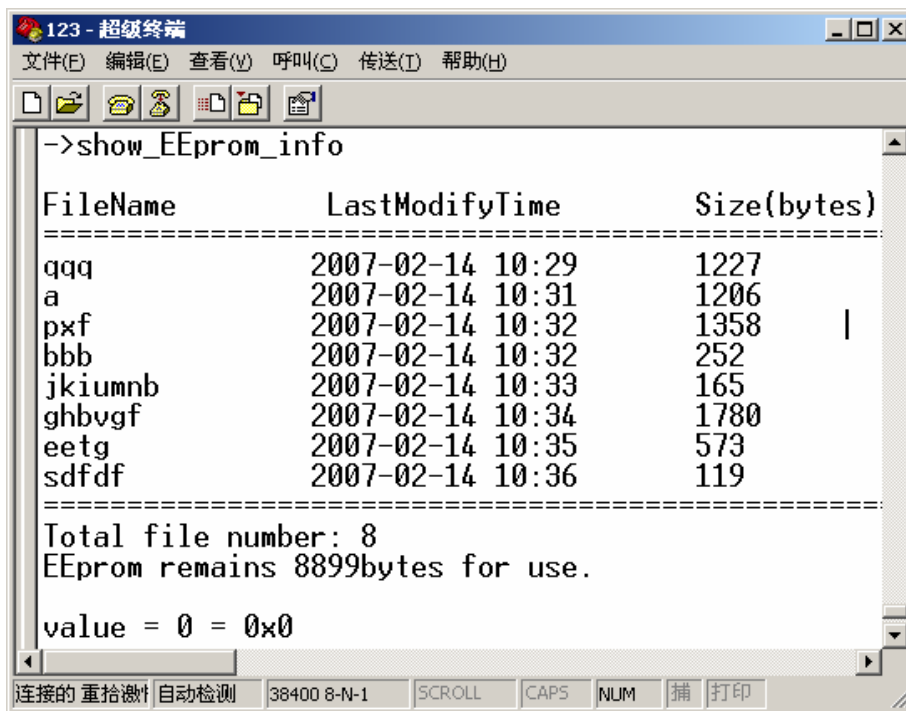 123 - 超级终端
文件(F) 编辑(E) 查看(V) 呼叫(C) 传送(T) 帮助(H)
->show_EEprom_info
FileName LastModifyTime Size(bytes)
==================================================
qqq 2007-02-14 10:29 1227
a 2007-02-14 10:31 1206
pxf 2007-02-14 10:32 1358
bbb 2007-02-14 10:32 252
jkiumnb 2007-02-14 10:33 165
ghbvgf 2007-02-14 10:34 1780
eetg 2007-02-14 10:35 573
sdfdf 2007-02-14 10:36 119
==================================================
Total file number: 8
EEprom remains 8899bytes for use.
value = 0 = 0x0
连接的 重拾激 自动检测 38400 8-N-1 SCROLL CAPS NUM 捕 打印